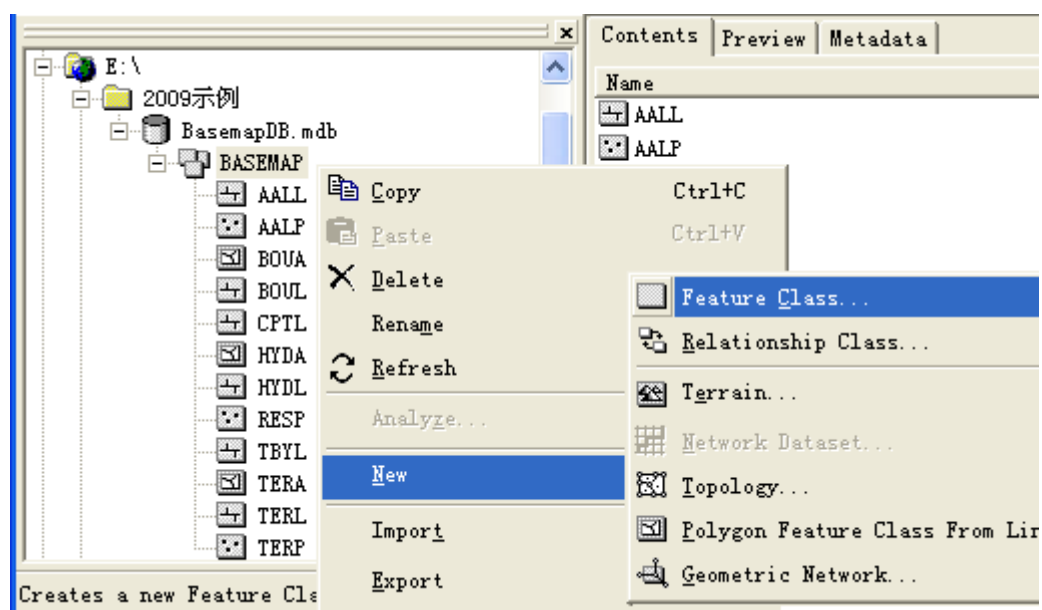 E:\
2009示例
BasemapDB.mdb
BASEMAP
AALL
AALP
BOUA
BOUL
CPTL
HYDA
HYDL
RESP
TBYL
TERA
TERL
TERP
Creates a new Feature Cla
Contents Preview Metadata
Name
AALL
AALP
Copy Ctrl+C
Paste Ctrl+V
Delete
Rename
Refresh
Analyze...
New
Import
Export
Feature Class...
Relationship Class...
Terrain...
Network Dataset...
Topology...
Polygon Feature Class From Lin
Geometric Network...